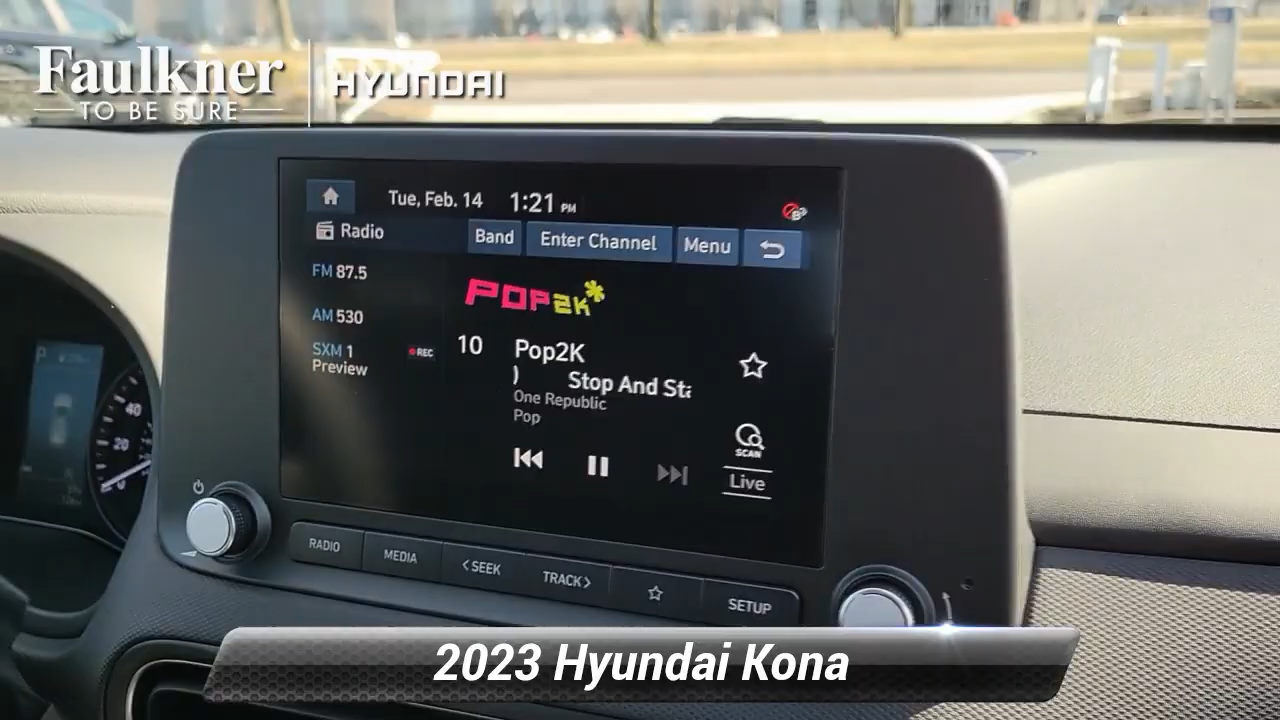 Faulkner
TO BE SURE
HYUNDAI
Tue, Feb. 14 1:21 PM
Radio Band Enter Channel Menu
FM 87.5
AM 530
SXM 1 REC
Preview
POP2K*
10 Pop2K
) Stop And Sta
One Republic
Pop
SCAN
Live
40
20
0
RADIO MEDIA <SEEK TRACK> SETUP
2023 Hyundai Kona